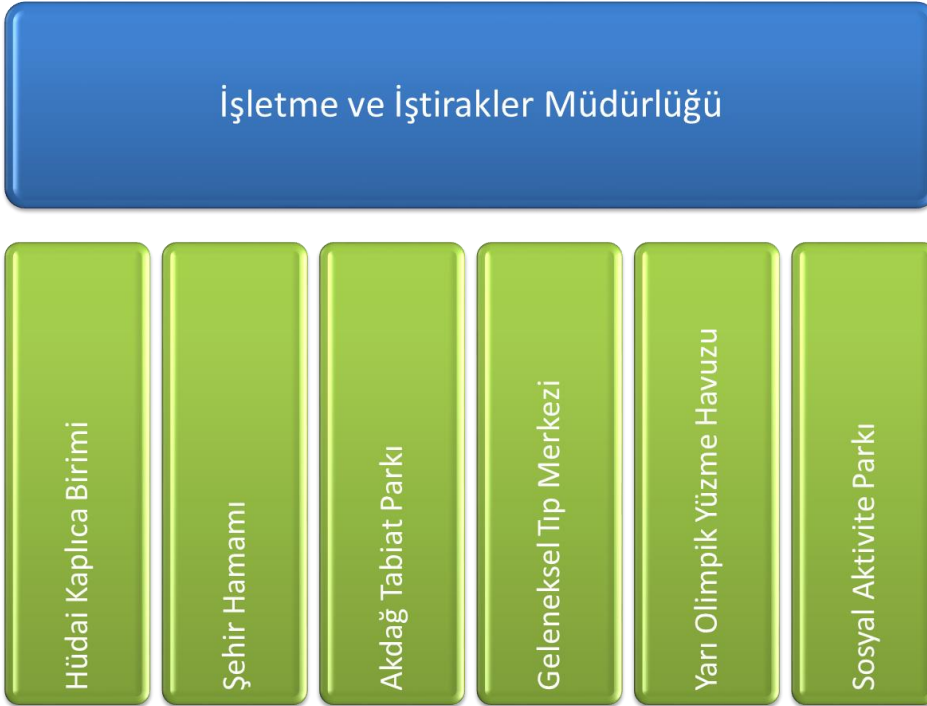 İşletme ve İştirakler Müdürlüğü
Hüdai Kaplıca Birimi
Şehir Hamamı
Akdağ Tabiat Parkı
Geleneksel Tıp Merkezi
Yarı Olimpik Yüzme Havuzu
Sosyal Aktivite Parkı